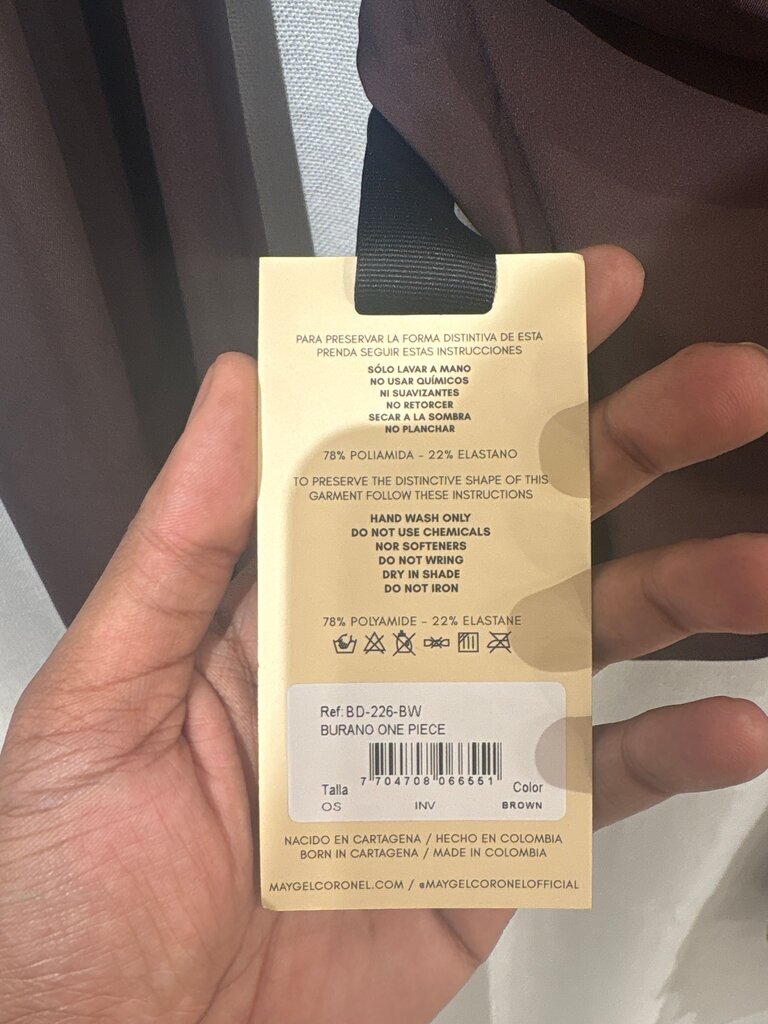 PARA PRESERVAR LA FORMA DISTINTIVA DE ESTA
PRENDA SEGUIR ESTAS INSTRUCCIONES
SÓLO LAVAR A MANO
NO USAR QUÍMICOS
NI SUAVIZANTES
NO RETORCER
SECAR A LA SOMBRA
NO PLANCHAR
78% POLIAMIDA - 22% ELASTANO
TO PRESERVE THE DISTINCTIVE SHAPE OF THIS
GARMENT FOLLOW THESE INSTRUCTIONS
HAND WASH ONLY
DO NOT USE CHEMICALS
NOR SOFTENERS
DO NOT WRING
DRY IN SHADE
DO NOT IRON
78% POLYAMIDE - 22% ELASTANE
Ref: BD-226-BW
BURANO ONE PIECE
7 704708 066551
Talla Color
OS INV BROWN
NACIDO EN CARTAGENA / HECHO EN COLOMBIA
BORN IN CARTAGENA / MADE IN COLOMBIA
MAYGELCORONEL.COM / @MAYGELCORONELOFFICIAL